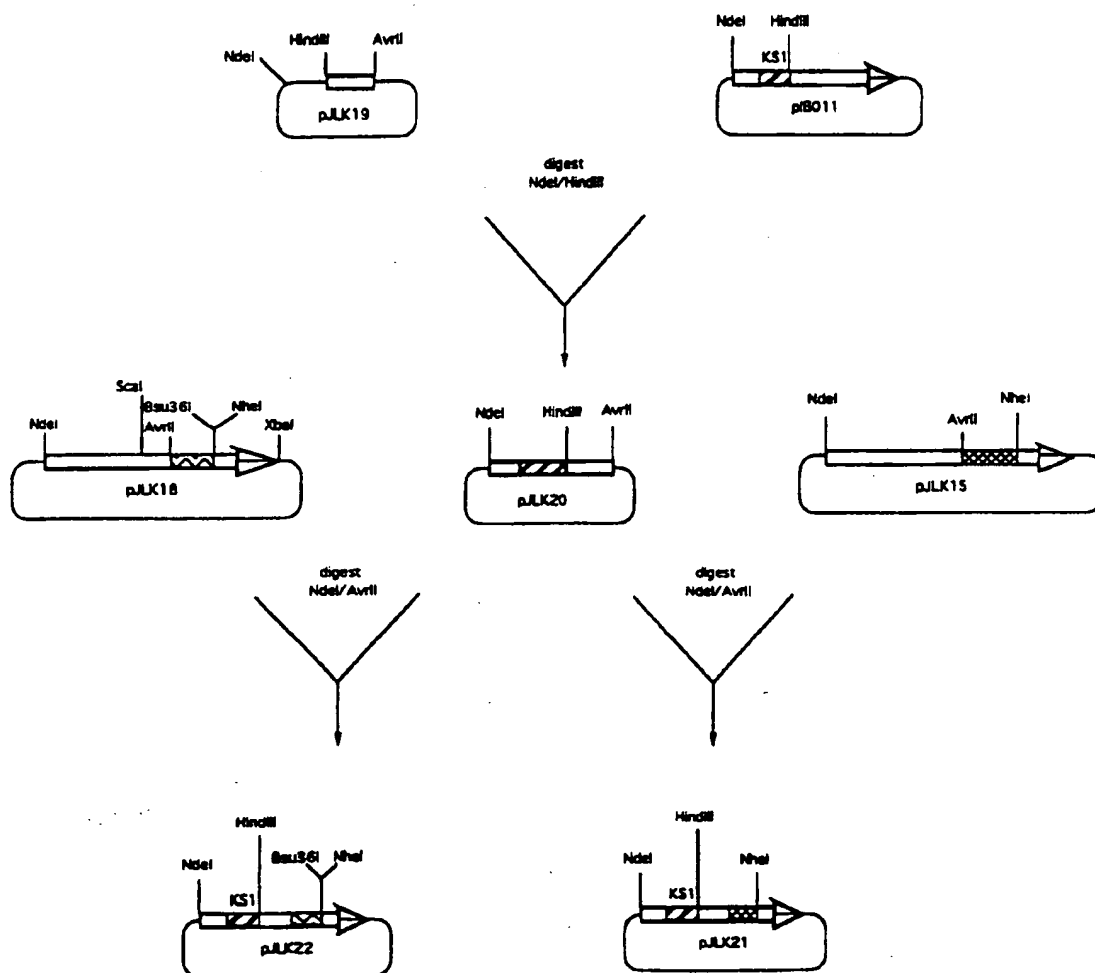 NdeI
HindIII
AvrII
pJLK19
NdeI
HindIII
KS1
pIB011
digest
NdeI/HindIII
NdeI
ScaI
AvrII
Bsu36I
NheI
XbaI
pJLK18
NdeI
HindIII
AvrII
pJLK20
NdeI
AvrII
NheI
pJLK15
digest
NdeI/AvrII
digest
NdeI/AvrII
NdeI
KS1
HindIII
Bsu36I
NheI
pJLK22
NdeI
KS1
HindIII
NheI
pJLK21